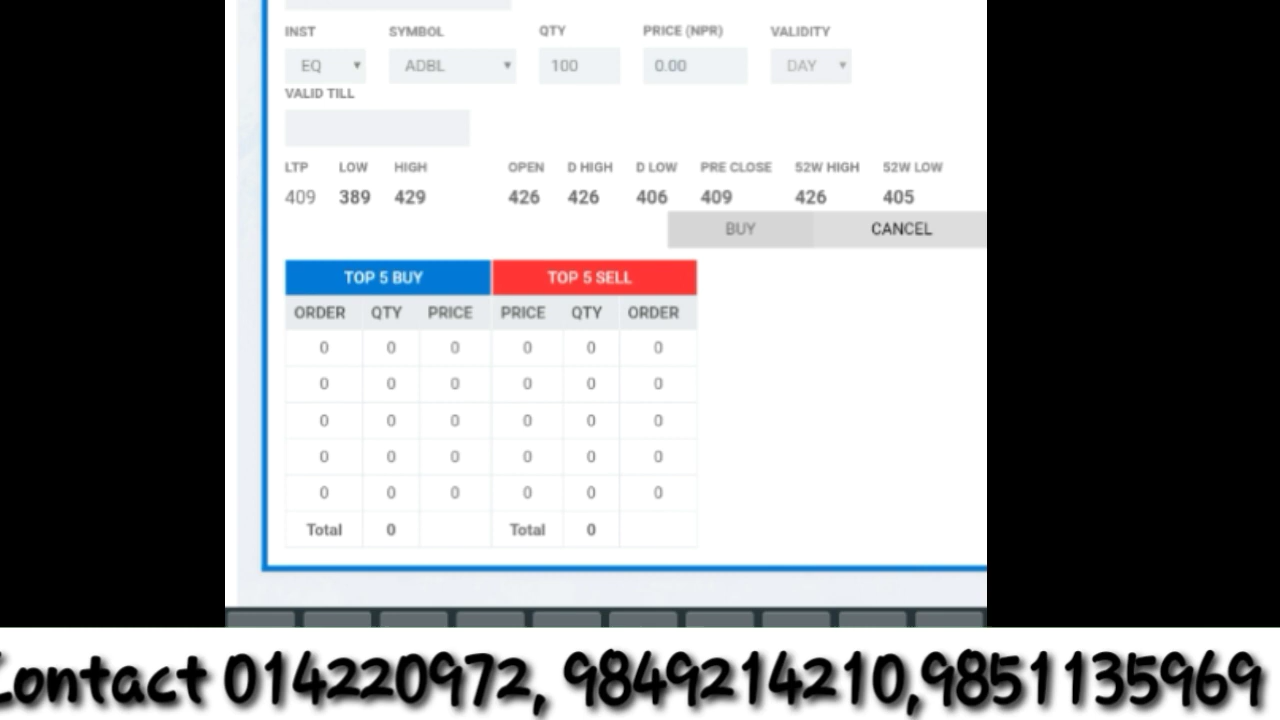 INST SYMBOL QTY PRICE (NPR) VALIDITY
EQ ADBL 100 0.00 DAY
VALID TILL
LTP LOW HIGH OPEN D HIGH D LOW PRE CLOSE 52W HIGH 52W LOW
409 389 429 426 426 406 409 426 405
BUY CANCEL
TOP 5 BUY TOP 5 SELL
ORDER QTY PRICE PRICE QTY ORDER
0 0 0 0 0 0
0 0 0 0 0 0
0 0 0 0 0 0
0 0 0 0 0 0
0 0 0 0 0 0
Total 0 Total 0
Contact 014220972, 9849214210,9851135969